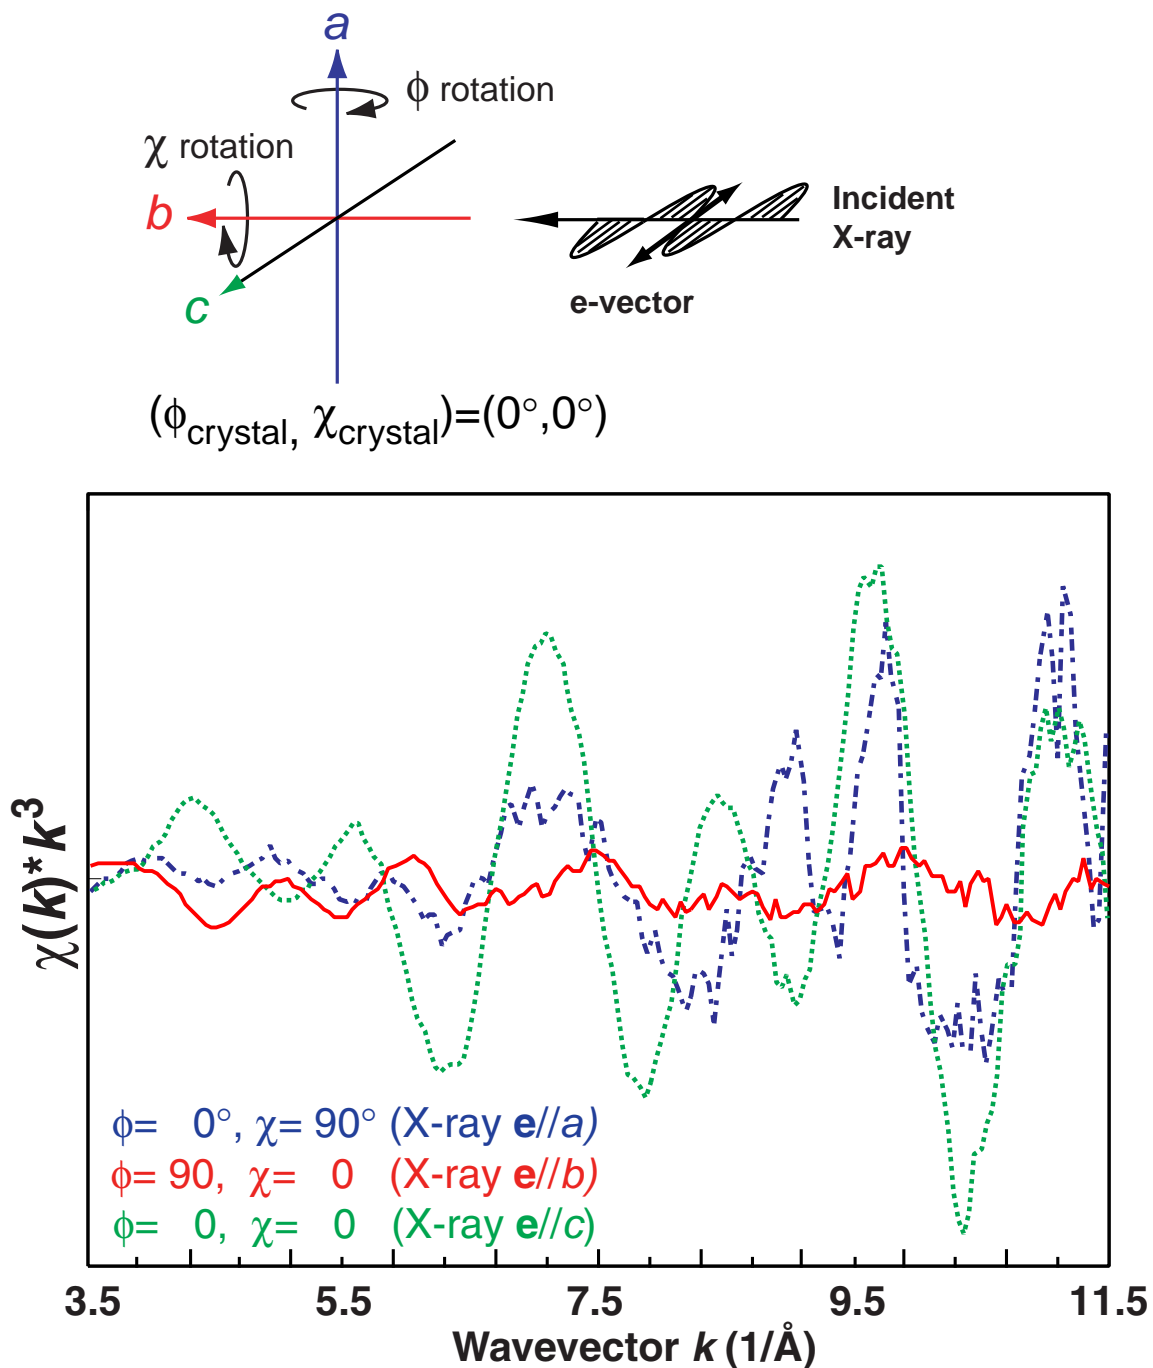 a
ϕ rotation
χ rotation
b
c
Incident
X-ray
e-vector
(ϕcrystal, χcrystal)=(0°,0°)
χ(k)*k³
ϕ= 0°, χ= 90° (X-ray e//a)
ϕ= 90, χ= 0 (X-ray e//b)
ϕ= 0, χ= 0 (X-ray e//c)
3.5 5.5 7.5 9.5 11.5
Wavevector k (1/Å)